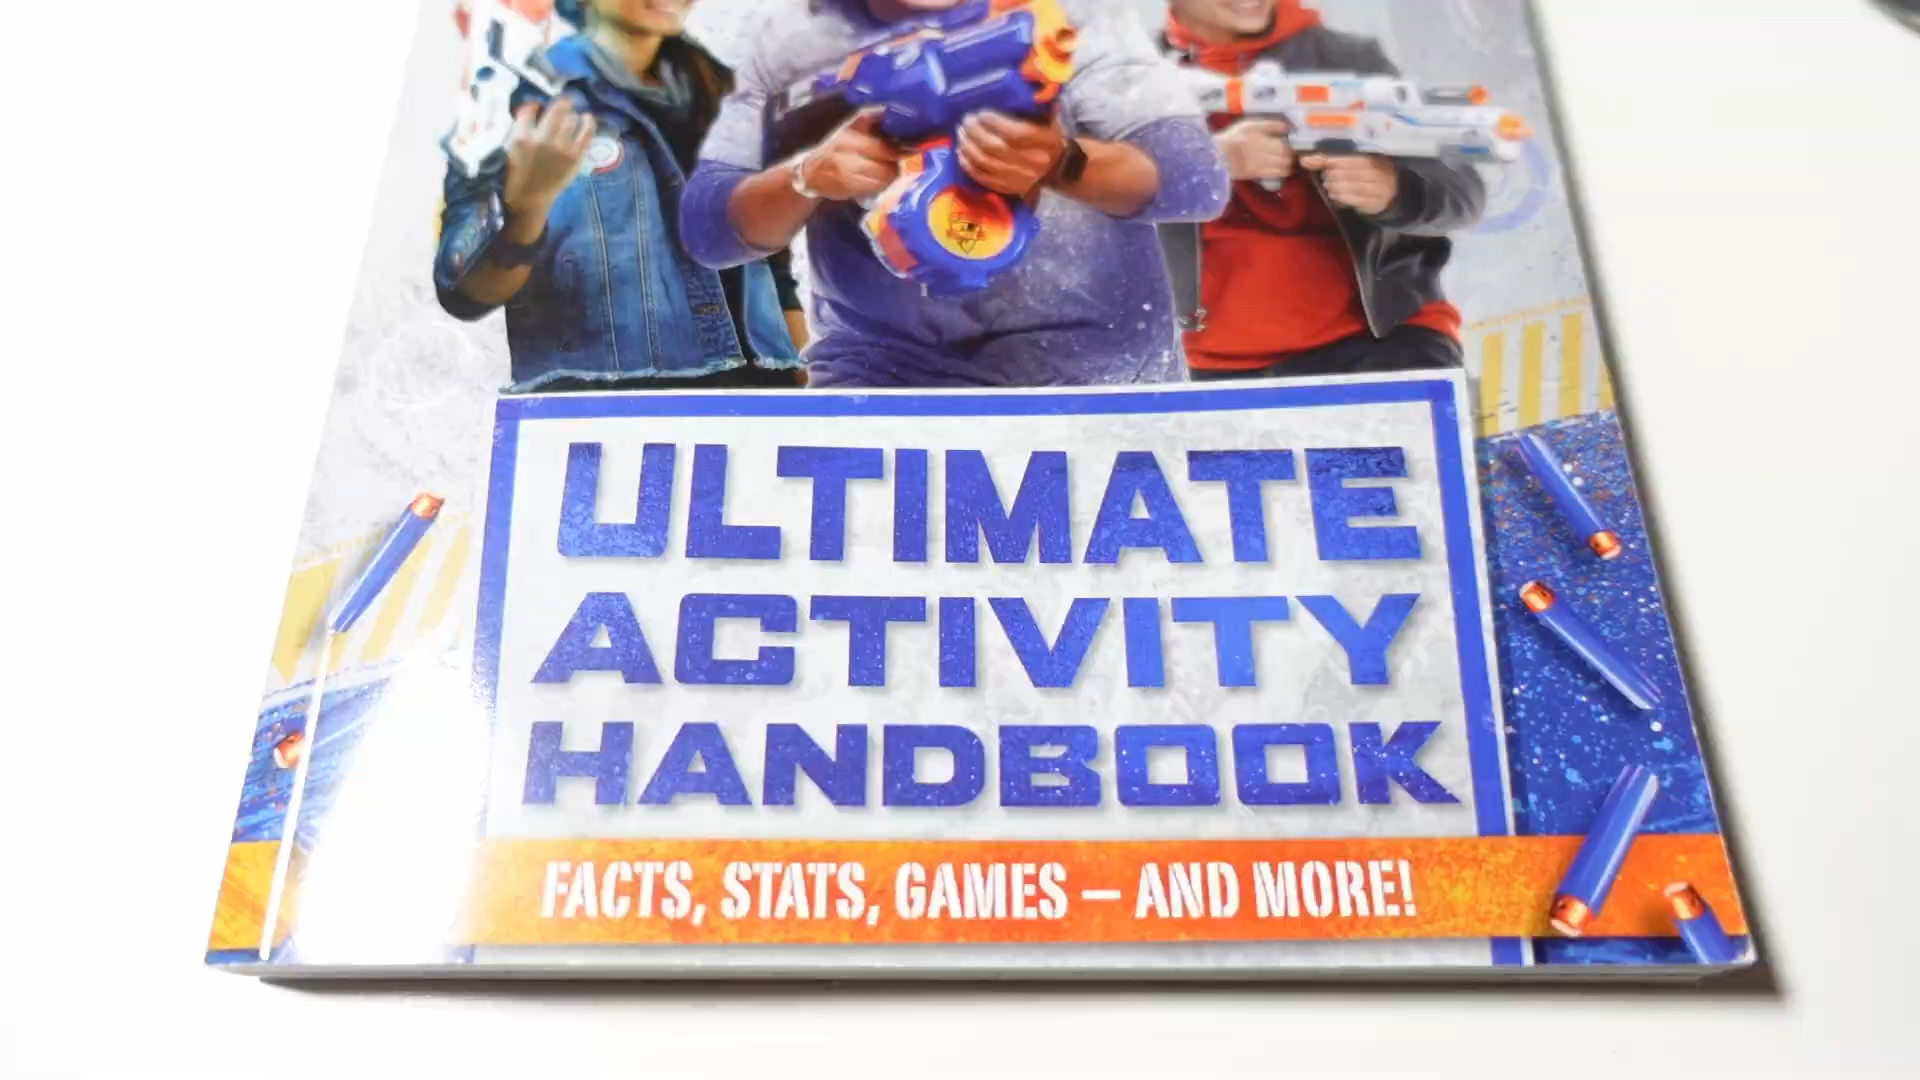 ULTIMATE
ACTIVITY
HANDBOOK
FACTS, STATS, GAMES – AND MORE!